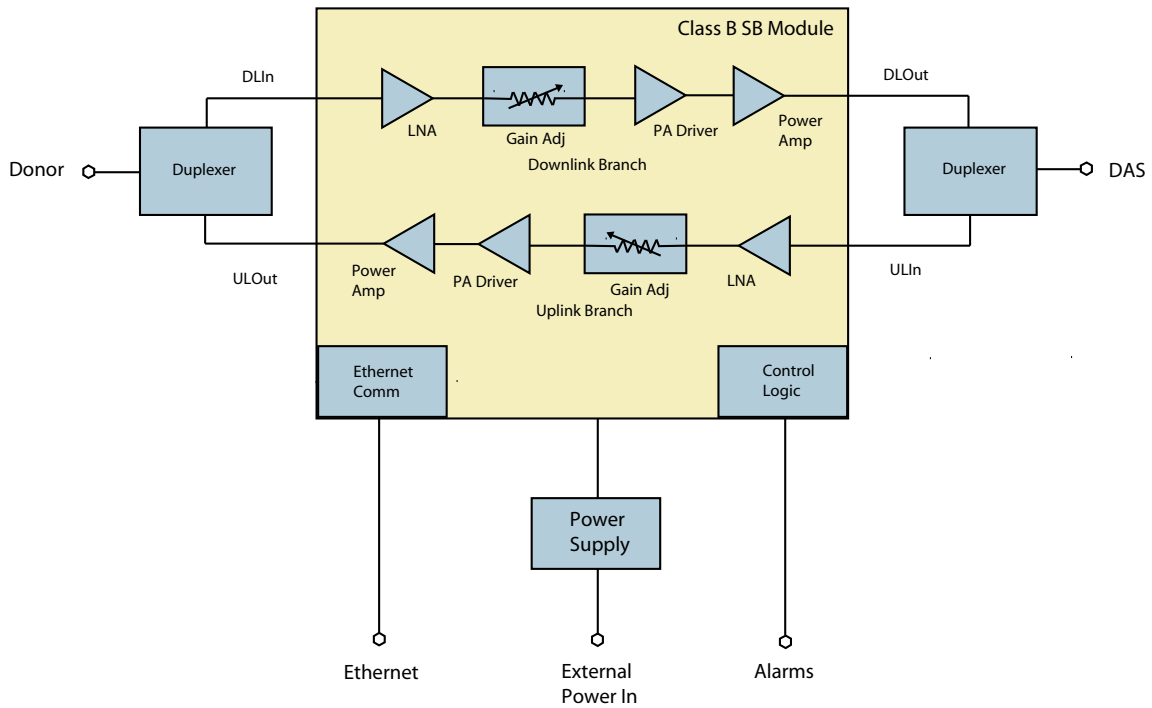 Class B SB Module
DLIn
DLOut
LNA
Gain Adj
PA Driver
Power
Amp
Downlink Branch
Donor
Duplexer
Duplexer
DAS
ULOut
Power
Amp
PA Driver
Gain Adj
LNA
ULIn
Uplink Branch
Ethernet
Comm
Control
Logic
Power
Supply
Ethernet
External
Power In
Alarms